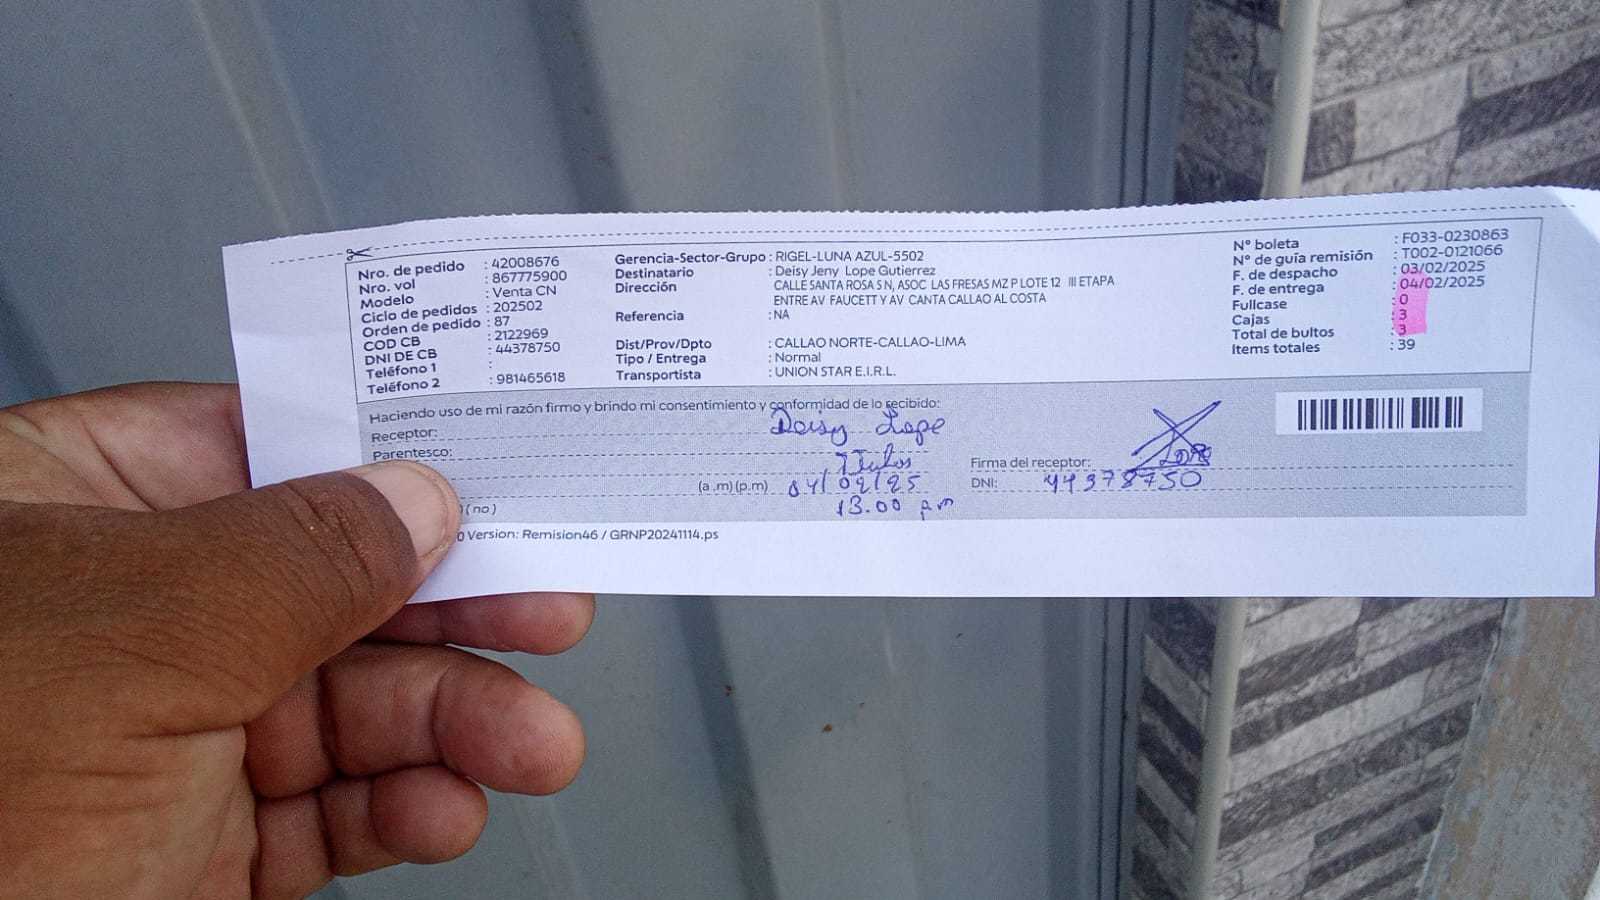 Nro. de pedido : 42008676
Nro. vol : 867775900
Modelo : Venta CN
Ciclo de pedidos : 202502
Orden de pedido : 87
COD CB : 2122969
DNI DE CB : 44378750
Teléfono 1 :
Teléfono 2 : 981465618
Gerencia-Sector-Grupo : RIGEL-LUNA AZUL-5502
Destinatario : Deisy Jeny Lope Gutierrez
Dirección : CALLE SANTA ROSA S N, ASOC LAS FRESAS MZ P LOTE 12 III ETAPA
ENTRE AV FAUCETT Y AV CANTA CALLAO AL COSTA
Referencia : NA
Dist/Prov/Dpto : CALLAO NORTE-CALLAO-LIMA
Tipo / Entrega : Normal
Transportista : UNION STAR E.I.R.L.
N° boleta : F033-0230863
N° de guía remisión : T002-0121066
F. de despacho : 03/02/2025
F. de entrega : 04/02/2025
Fullcase : 0
Cajas : 3
Total de bultos : 3
Items totales : 39
Haciendo uso de mi razón firmo y brindo mi consentimiento y conformidad de lo recibido:
Receptor: Deisy Lope
Parentesco: Titular
(a .m) (p.m) 04/02/25
) ( no ) 13.00 pm
Firma del receptor: Lope
DNI: 44378750
0 Version: Remision46 / GRNP20241114.ps